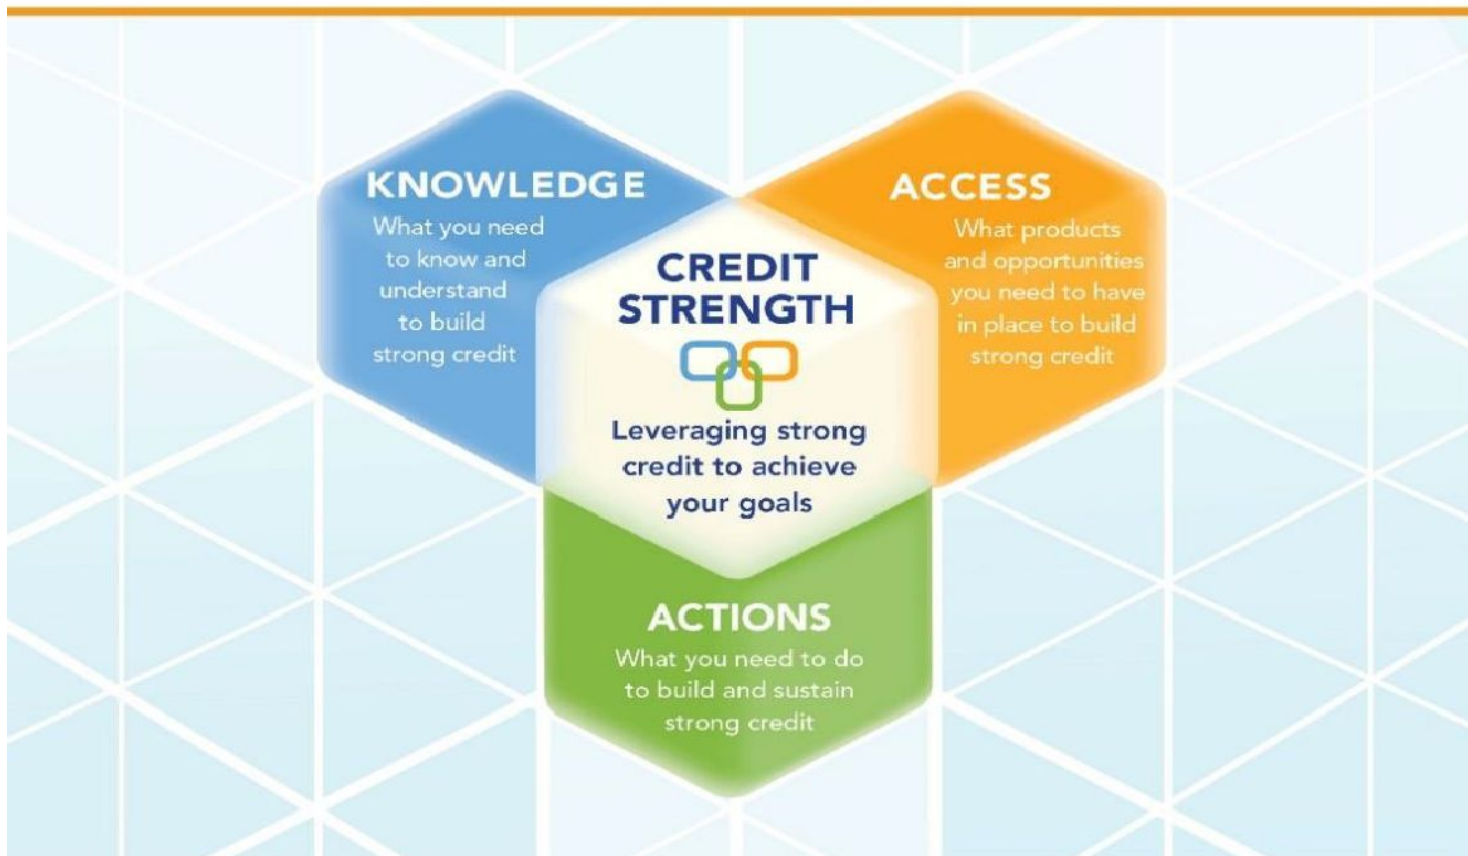 KNOWLEDGE
What you need
to know and
understand
to build
strong credit
ACCESS
What products
and opportunities
you need to have
in place to build
strong credit
CREDIT
STRENGTH
Leveraging strong
credit to achieve
your goals
ACTIONS
What you need to do
to build and sustain
strong credit